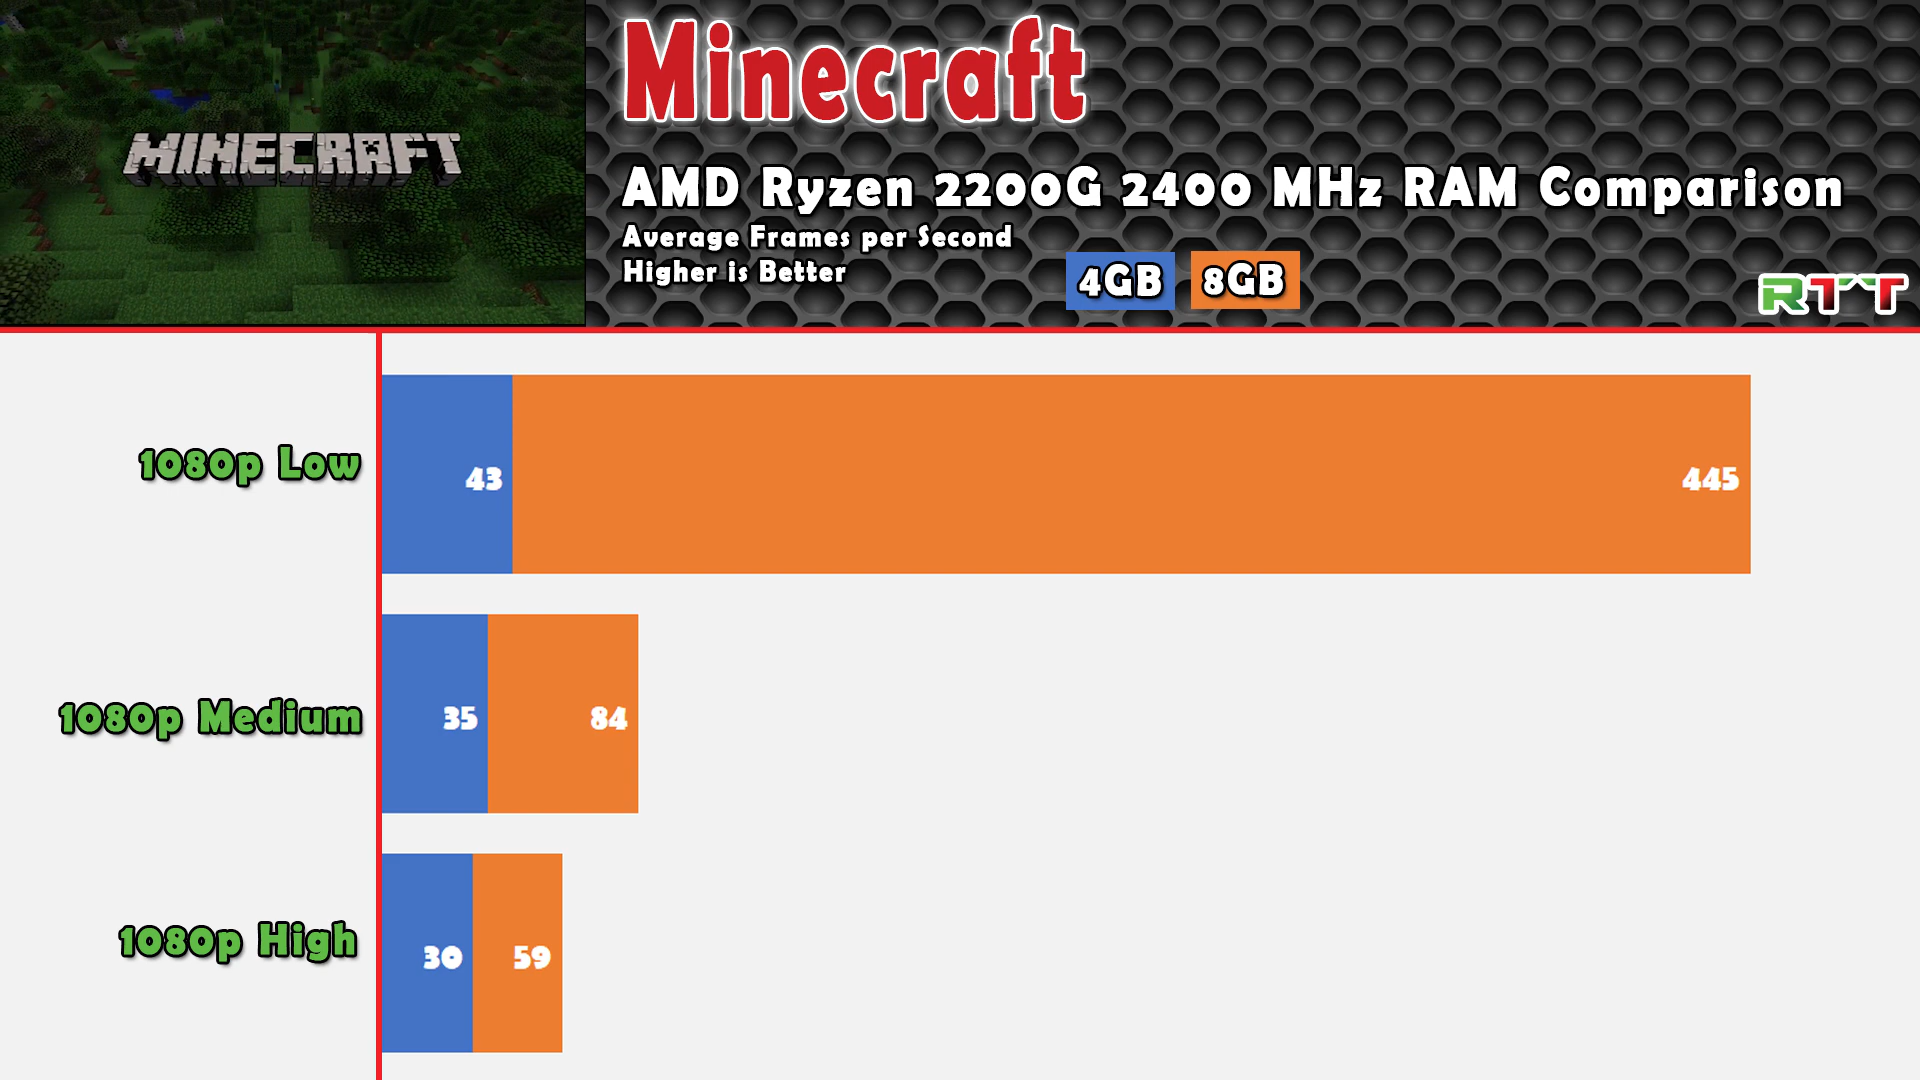 MINECRAFT
Minecraft
AMD Ryzen 2200G 2400 MHz RAM Comparison
Average Frames per Second
Higher is Better
4GB 8GB
RTT
1080p Low 43 445
1080p Medium 35 84
1080p High 30 59